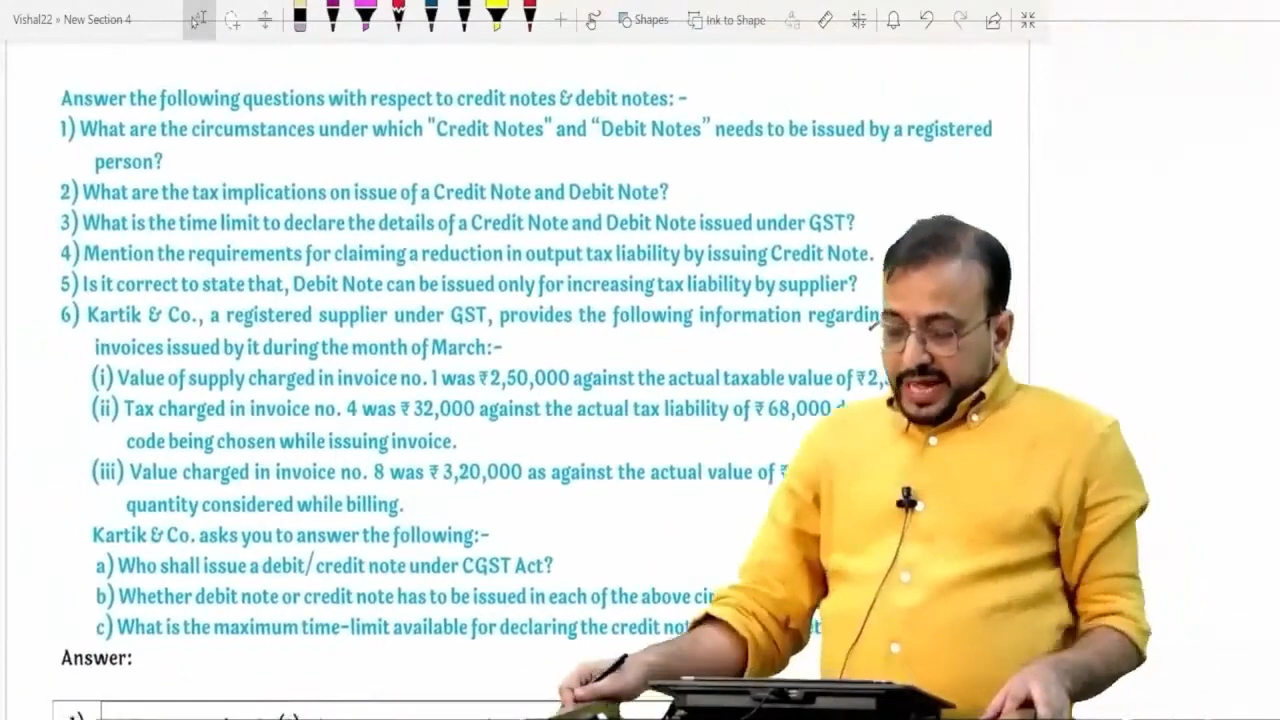 Vishal22 » New Section 4
Shapes
Ink to Shape
Answer the following questions with respect to credit notes & debit notes: -
1) What are the circumstances under which "Credit Notes" and “Debit Notes” needs to be issued by a registered
person?
2) What are the tax implications on issue of a Credit Note and Debit Note?
3) What is the time limit to declare the details of a Credit Note and Debit Note issued under GST?
4) Mention the requirements for claiming a reduction in output tax liability by issuing Credit Note.
5) Is it correct to state that, Debit Note can be issued only for increasing tax liability by supplier?
6) Kartik & Co., a registered supplier under GST, provides the following information
invoices issued by it during the month of March:-
(i) Value of supply charged in invoice no. 1 was ₹2,50,000 against the actual taxable value of
(ii) Tax charged in invoice no. 4 was ₹ 32,000 against the actual tax liability of ₹ 68,000
code being chosen while issuing invoice.
(iii) Value charged in invoice no. 8 was ₹ 3,20,000 as against the actual value of
quantity considered while billing.
Kartik & Co. asks you to answer the following:-
a) Who shall issue a debit/credit note under CGST Act?
b) Whether debit note or credit note has to be issued in each of the above
c) What is the maximum time-limit available for declaring the credit
Answer: